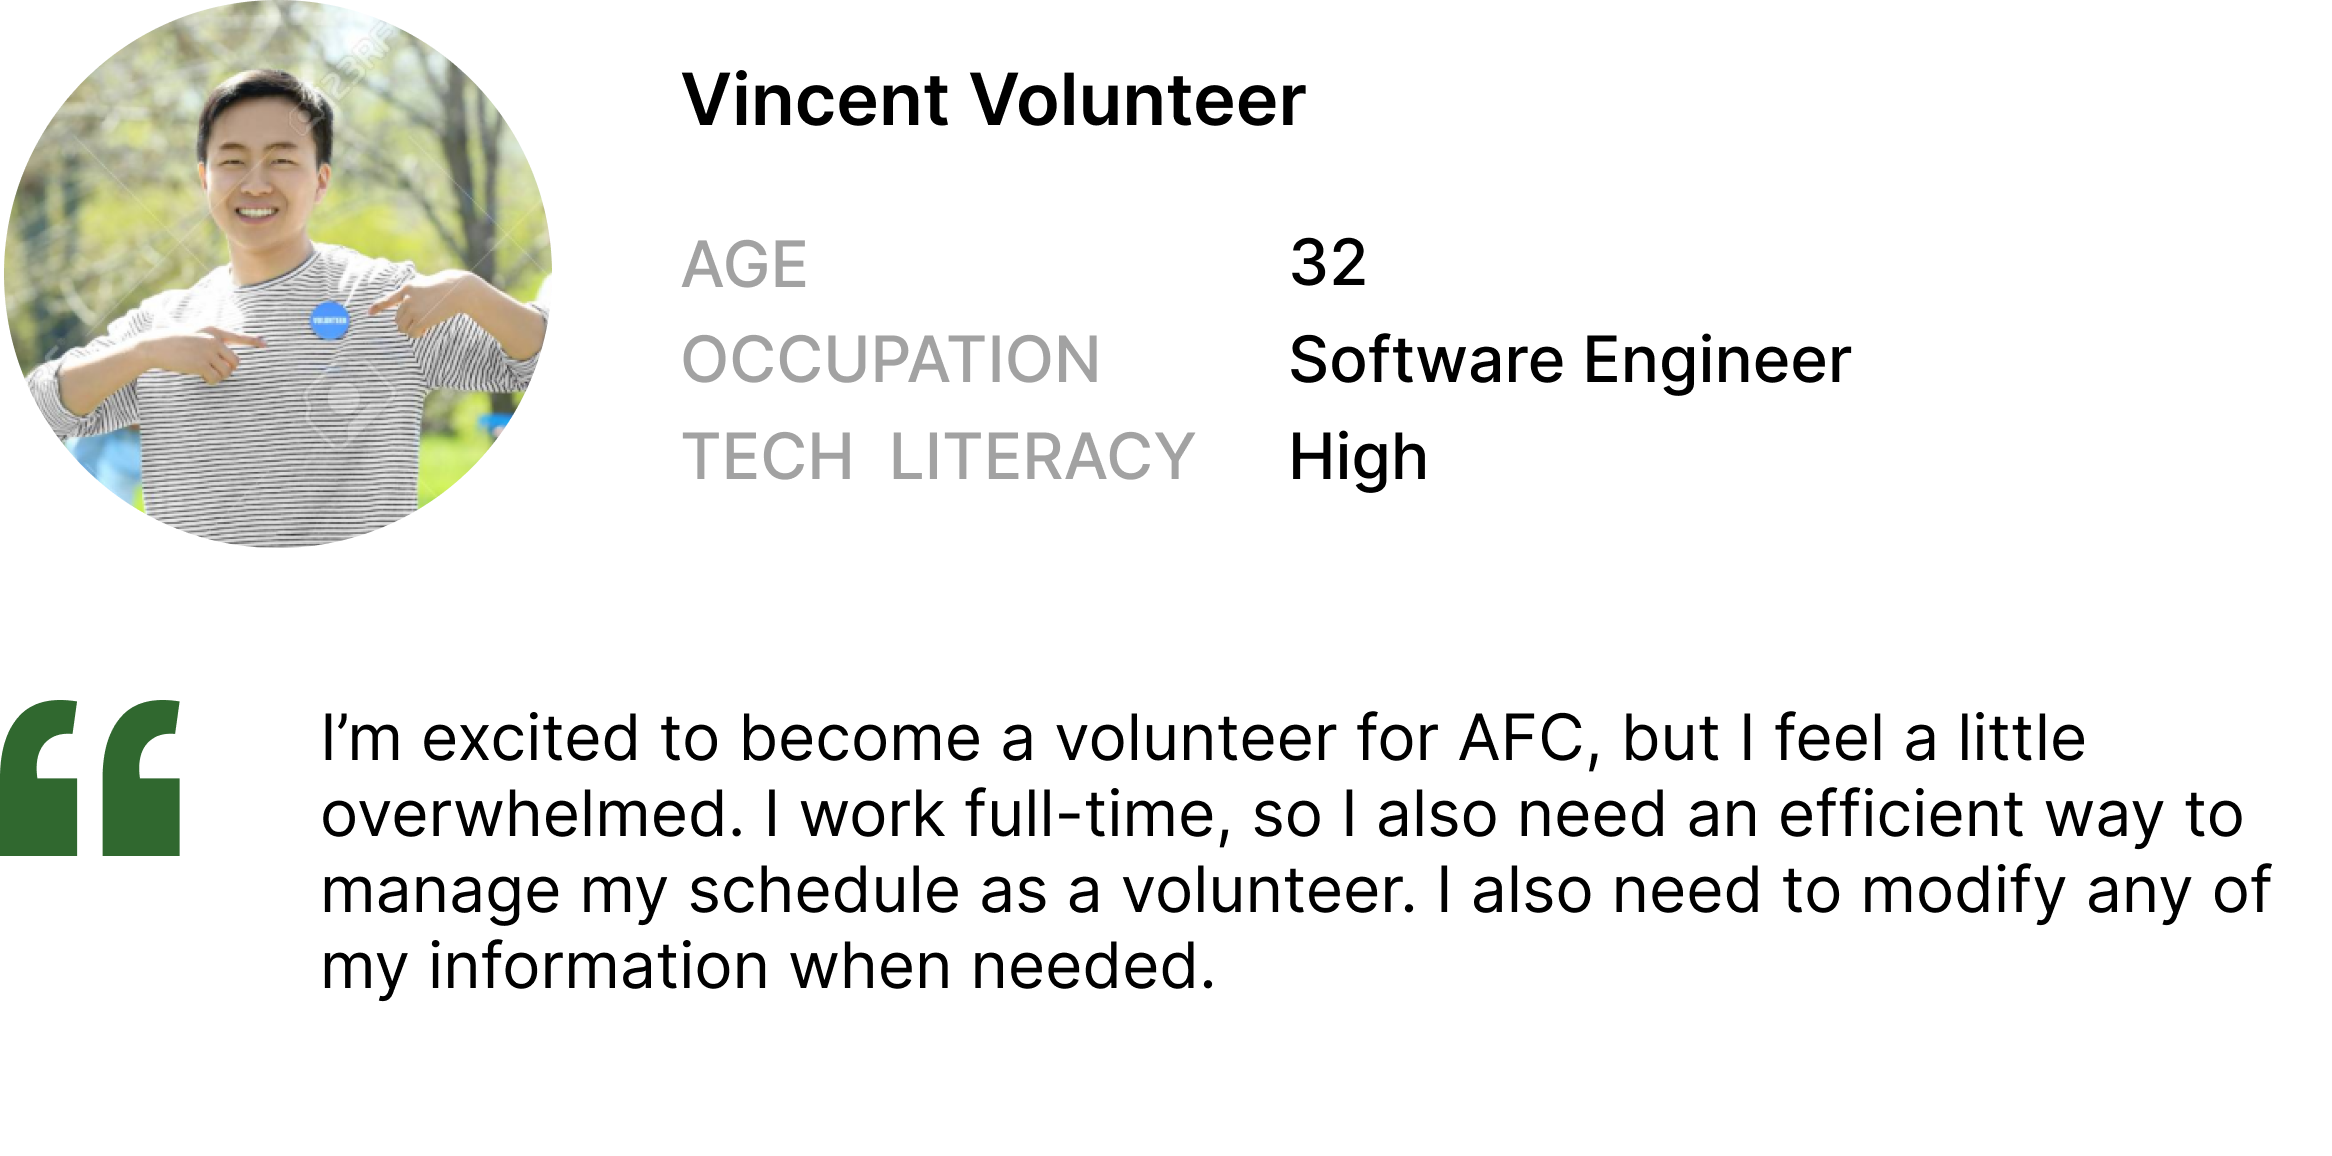 Vincent Volunteer
AGE 32
OCCUPATION Software Engineer
TECH LITERACY High
VOLUNTEER
123RF
“
I’m excited to become a volunteer for AFC, but I feel a little
overwhelmed. I work full-time, so I also need an efficient way to
manage my schedule as a volunteer. I also need to modify any of
my information when needed.